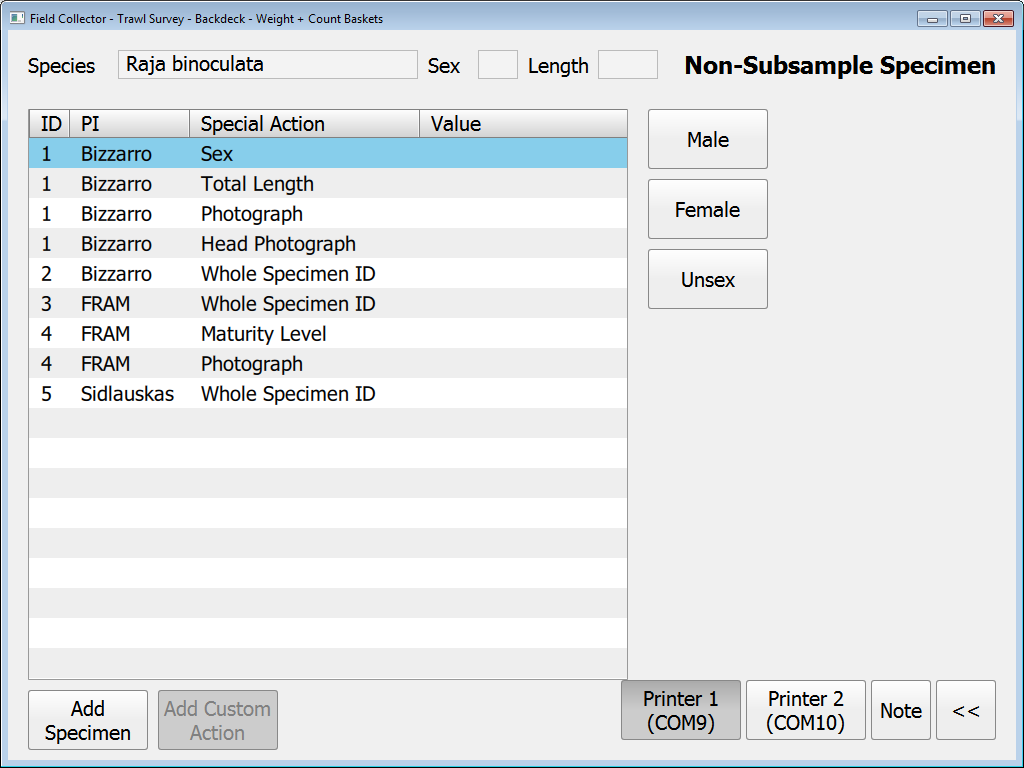 Field Collector - Trawl Survey - Backdeck - Weight + Count Baskets
Species Raja binoculata Sex Length Non-Subsample Specimen
ID PI Special Action Value
1 Bizzarro Sex
1 Bizzarro Total Length
1 Bizzarro Photograph
1 Bizzarro Head Photograph
2 Bizzarro Whole Specimen ID
3 FRAM Whole Specimen ID
4 FRAM Maturity Level
4 FRAM Photograph
5 Sidlauskas Whole Specimen ID
Male
Female
Unsex
Add
Specimen
Add Custom
Action
Printer 1
(COM9)
Printer 2
(COM10)
Note
<<